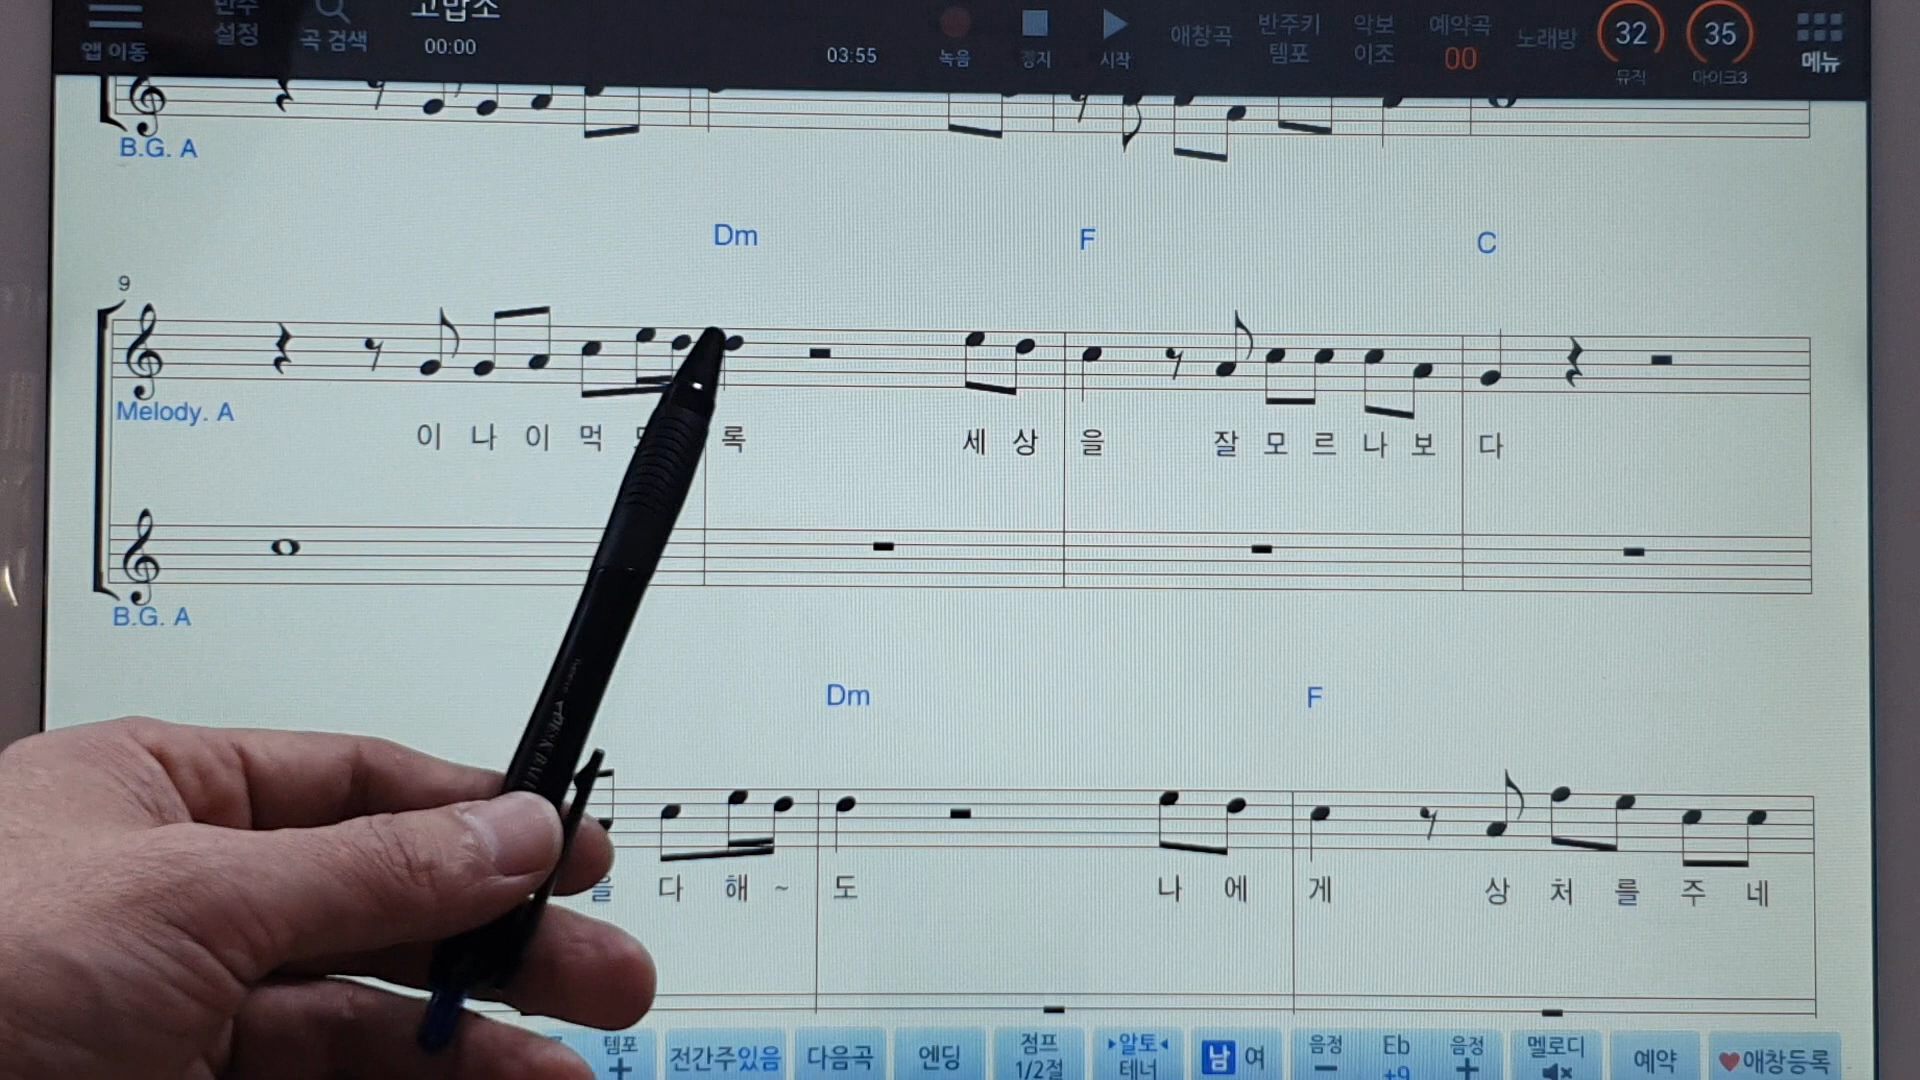 반주
설정
고맙소
앱 이동
곡 검색
00:00
03:55
녹음
정지
시작
애창곡
반주키
템포
악보
이조
예약곡
00
노래방
32
뮤직
35
마이크3
메뉴
B.G. A
Dm F C
9
Melody. A
이 나 이 먹 록 세 상 을 잘 모 르 나 보 다
B.G. A
Dm F
을 다 해 ~ 도 나 에 게 상 처 를 주 네
템포
+
전간주있음
다음곡
엔딩
점프
1/2절
▸알토◂
테너
남 여
음정
−
Eb
+9
음정
+
멜로디
예약
♥애창등록